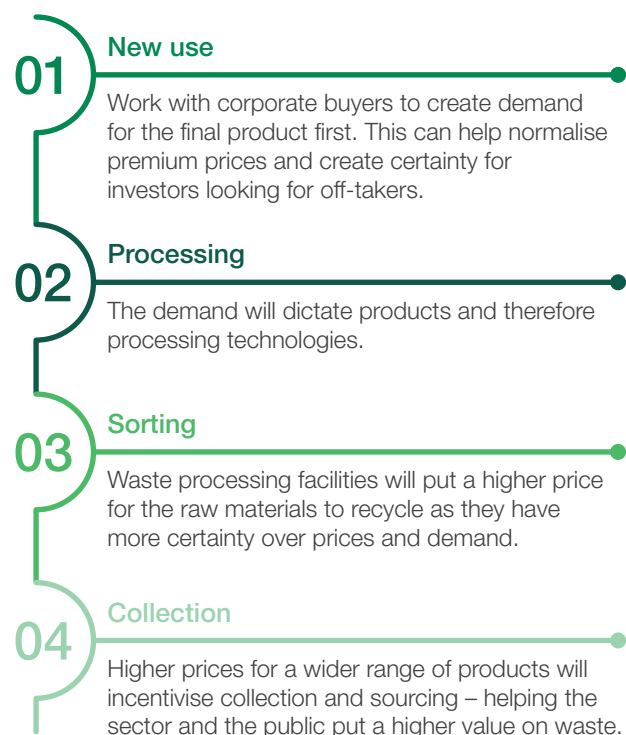 01
New use
Work with corporate buyers to create demand
for the final product first. This can help normalise
premium prices and create certainty for
investors looking for off-takers.
02
Processing
The demand will dictate products and therefore
processing technologies.
03
Sorting
Waste processing facilities will put a higher price
for the raw materials to recycle as they have
more certainty over prices and demand.
04
Collection
Higher prices for a wider range of products will
incentivise collection and sourcing – helping the
sector and the public put a higher value on waste.